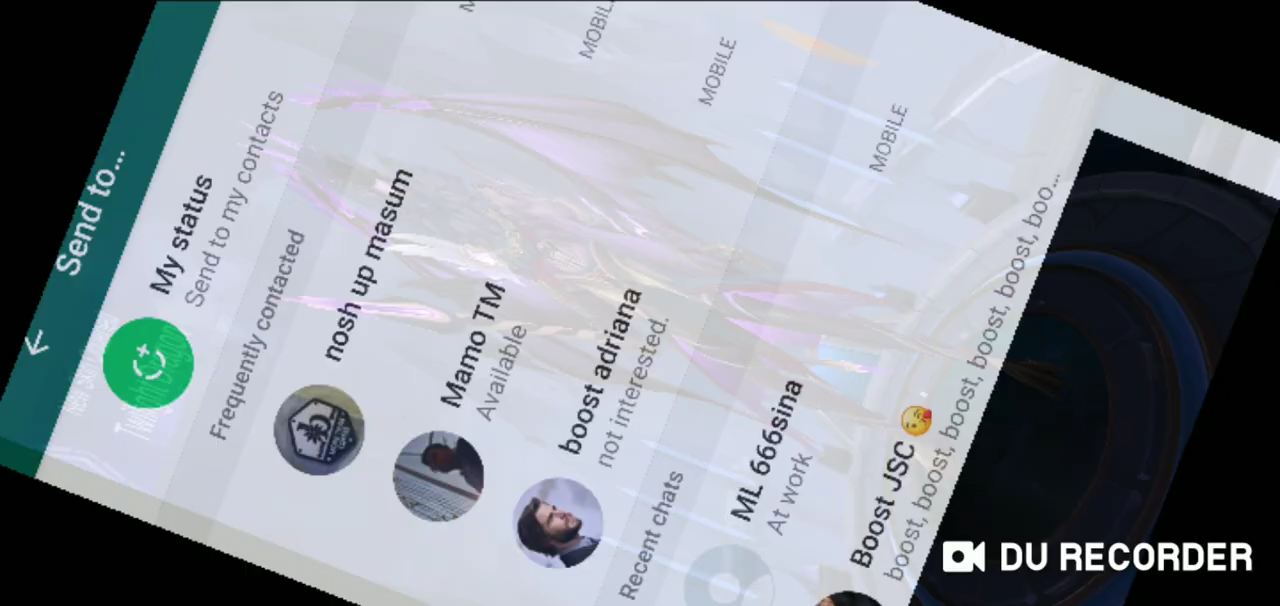 Send to...
My status
Send to my contacts
Frequently contacted
nosh up masum
MOBILE
Mamo TM
Available
MOBILE
boost adriana
not interested.
MOBILE
Recent chats
ML 666sina
At work
Boost JSC 😘
boost, boost, boost, boost, boost, boost, boo...
DU RECORDER